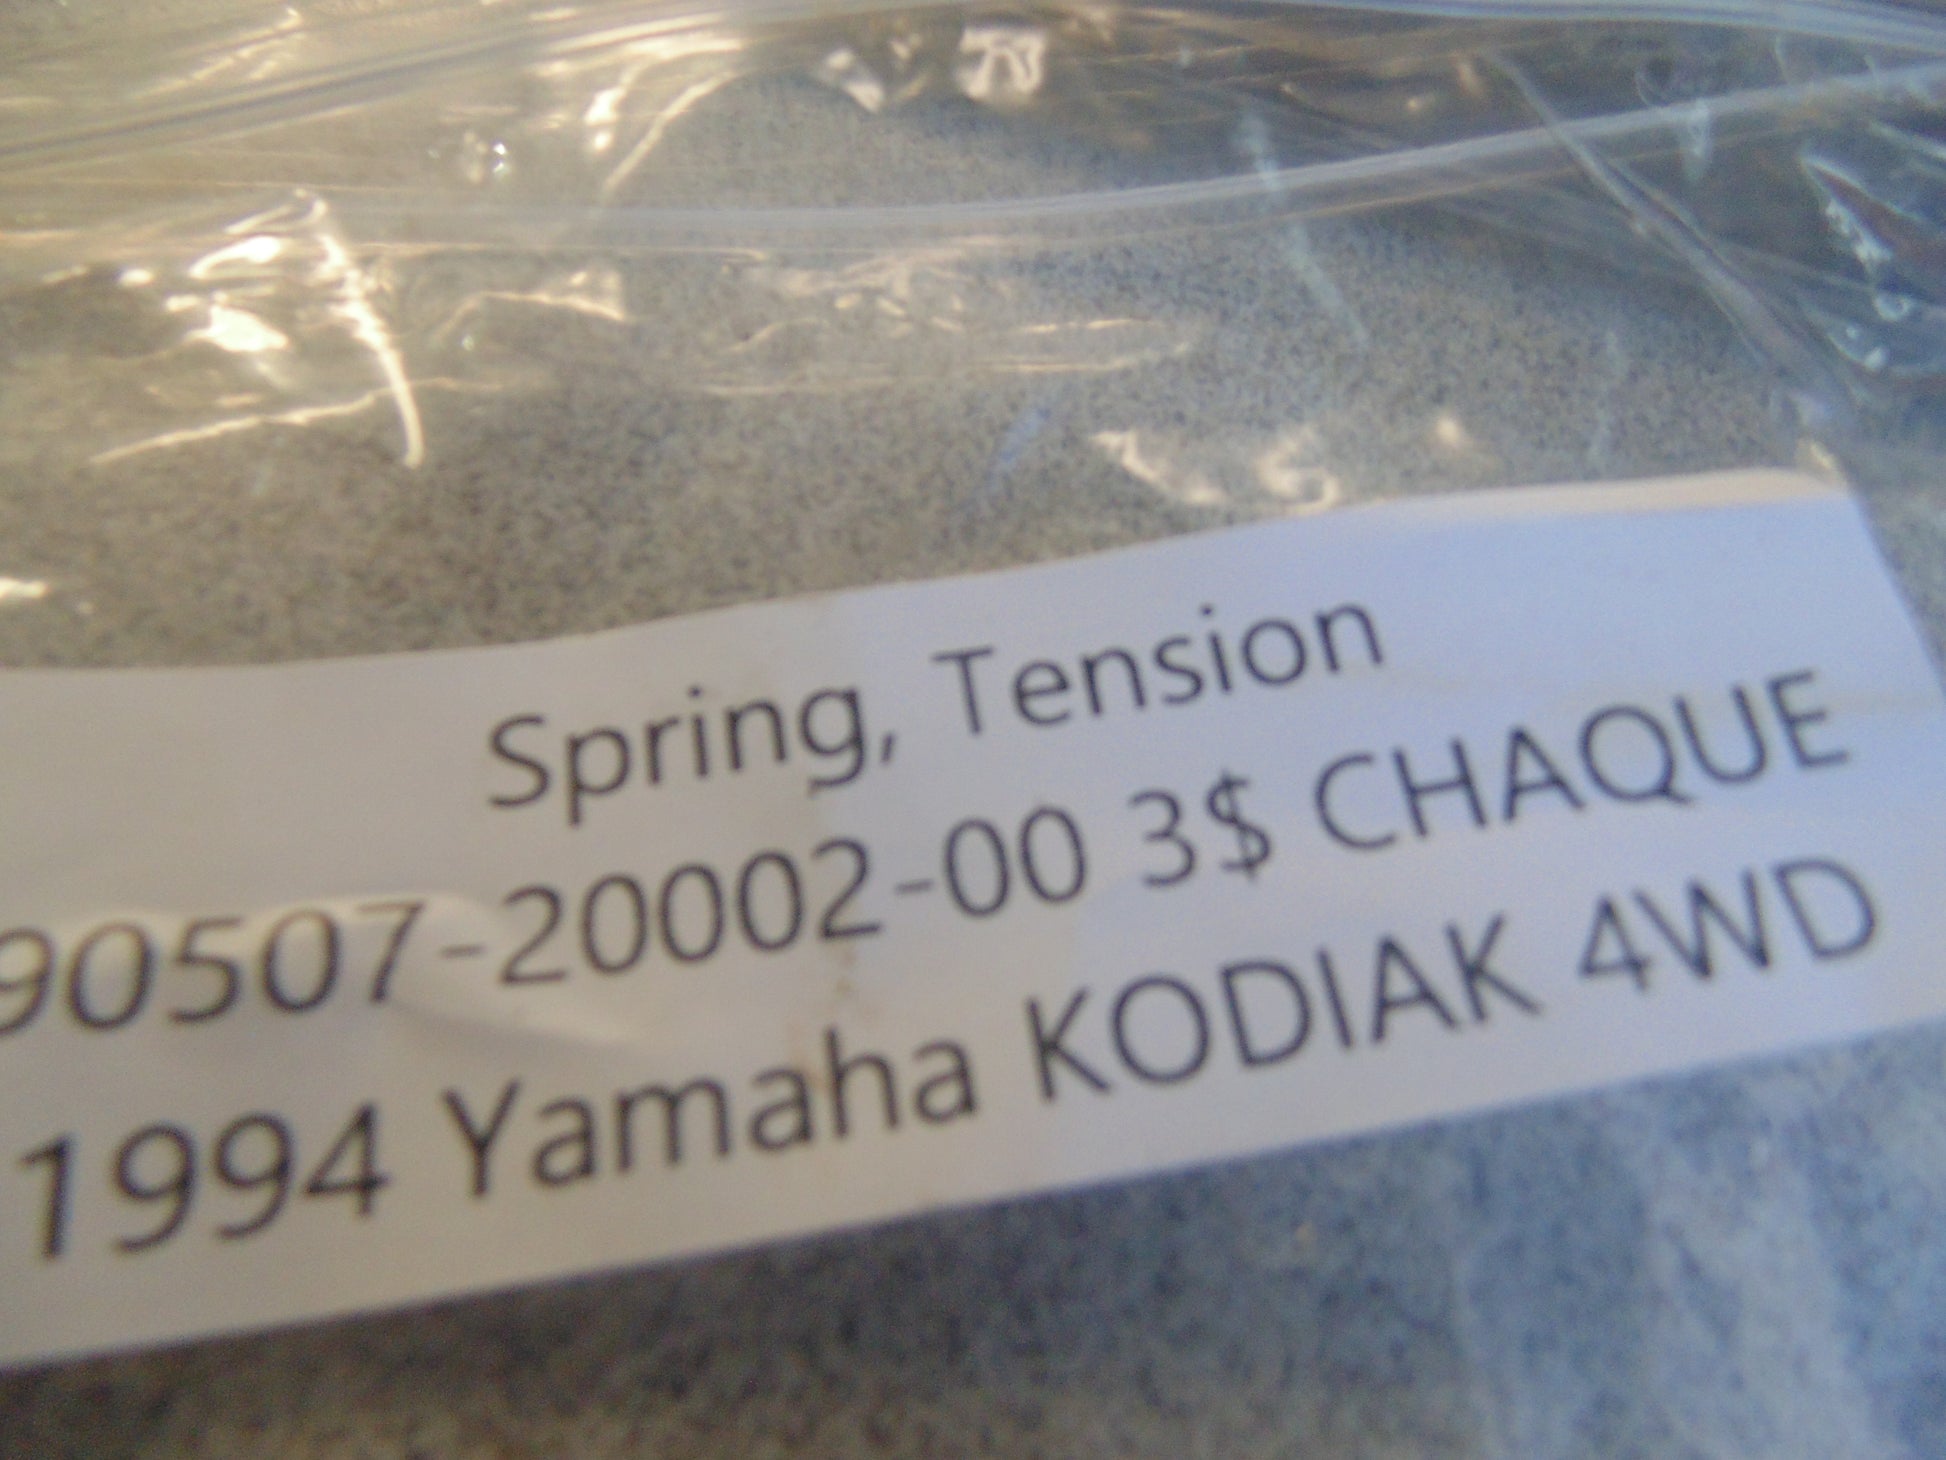 Spring, Tension
90507-20002-00 3$ CHAQUE
1994 Yamaha KODIAK 4WD